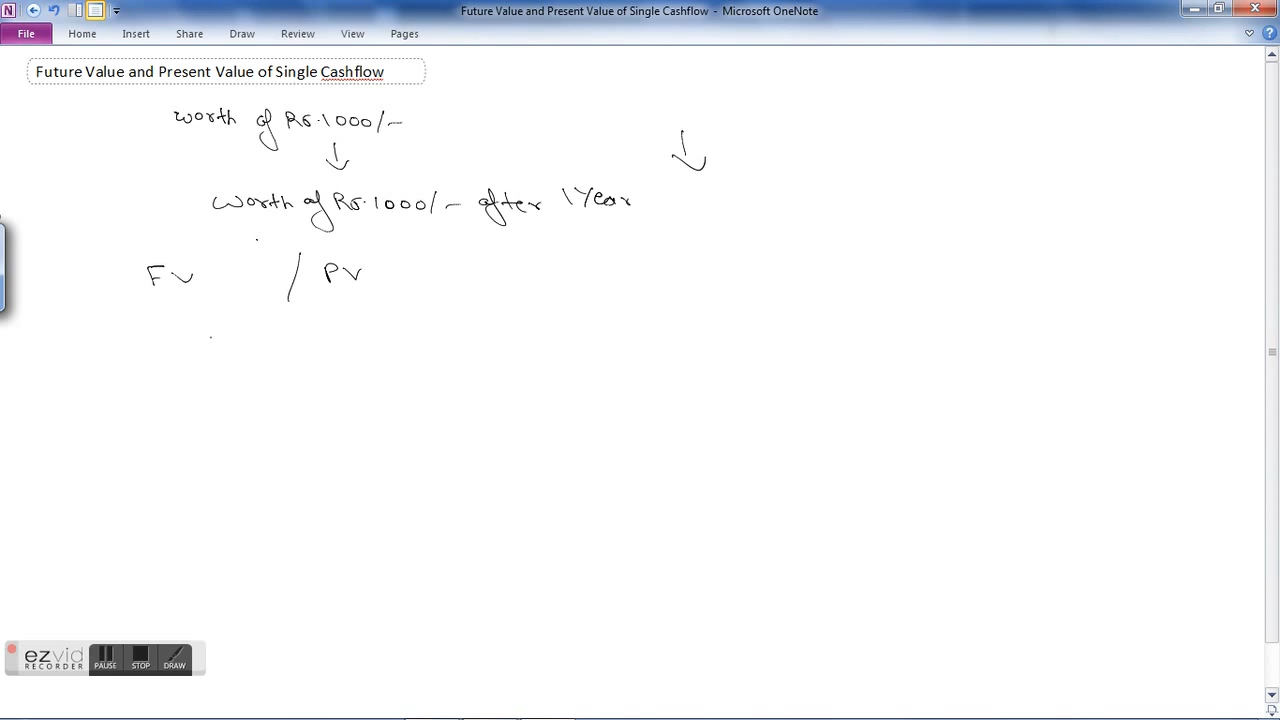 Future Value and Present Value of Single Cashflow - Microsoft OneNote
File Home Insert Share Draw Review View Pages
Future Value and Present Value of Single Cashflow
worth of Rs.1000/-
worth of Rs.1000/- after 1 Year
FV / PV
ezvid
RECORDER
PAUSE STOP DRAW